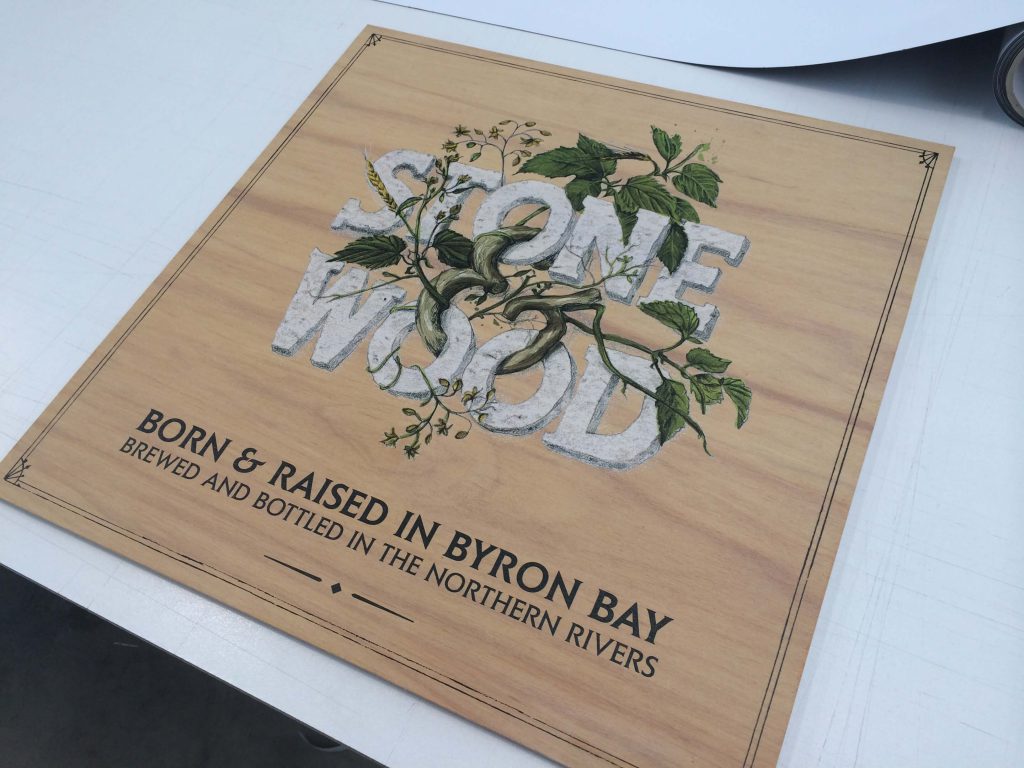 STONE
WOOD
BORN & RAISED IN BYRON BAY
BREWED AND BOTTLED IN THE NORTHERN RIVERS